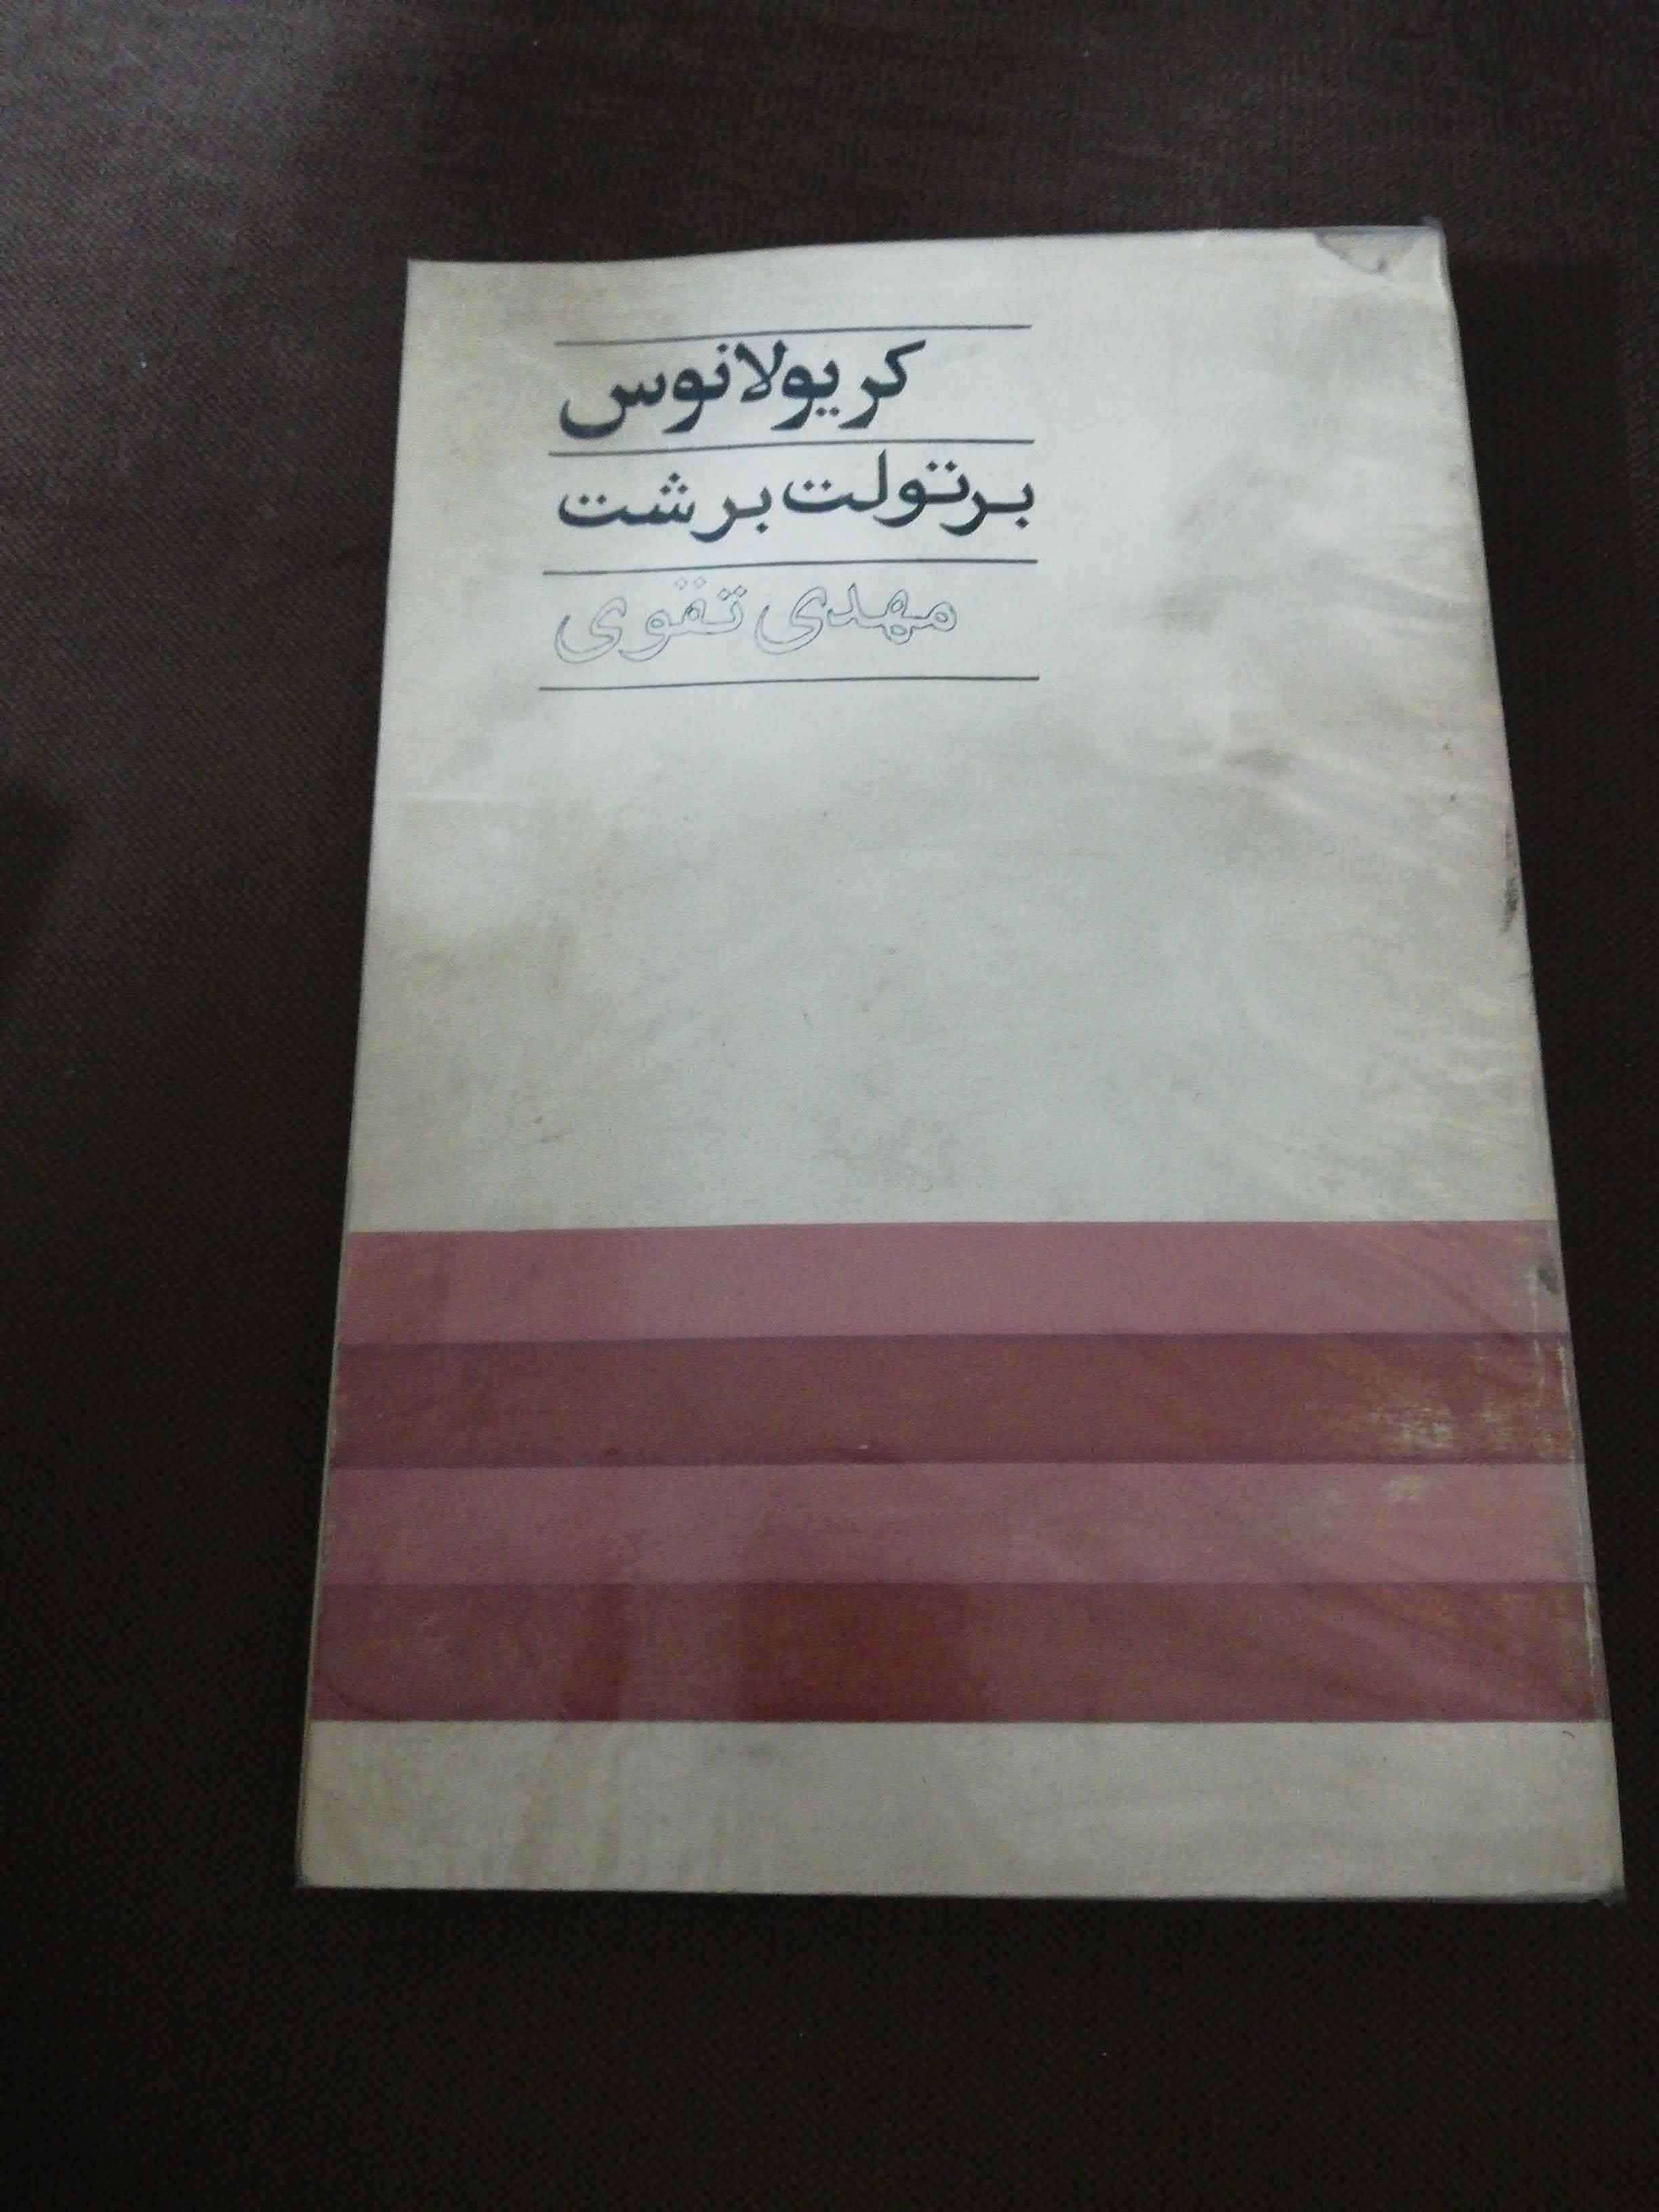 کریولانوس
برتولت برشت
مهدی تقوی